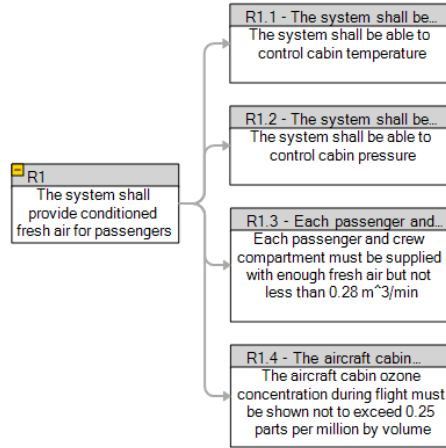 R1
The system shall
provide conditioned
fresh air for passengers
R1.1 - The system shall be...
The system shall be able to
control cabin temperature
R1.2 - The system shall be...
The system shall be able to
control cabin pressure
R1.3 - Each passenger and...
Each passenger and crew
compartment must be supplied
with enough fresh air but not
less than 0.28 m^3/min
R1.4 - The aircraft cabin...
The aircraft cabin ozone
concentration during flight must
be shown not to exceed 0.25
parts per million by volume